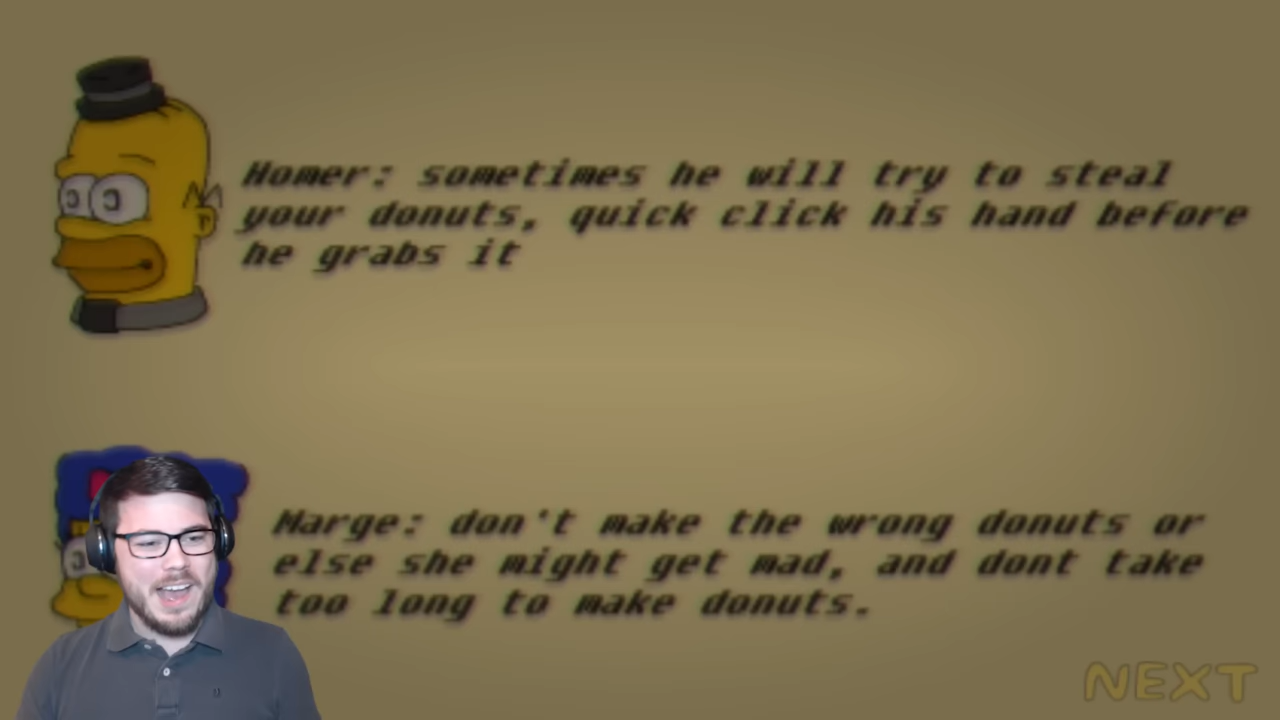 Homer: sometimes he will try to steal
your donuts, quick click his hand before
he grabs it
Marge: don't make the wrong donuts or
else she might get mad, and dont take
too long to make donuts.
NEXT